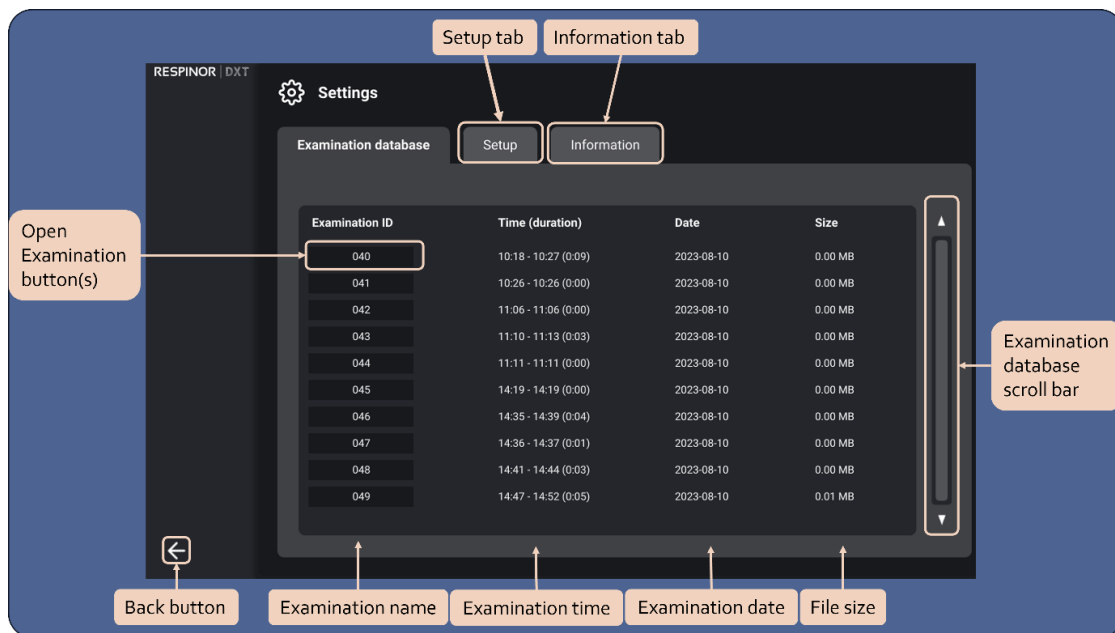 Setup tab
Information tab
RESPINOR | DXT
Settings
Examination database
Setup
Information
Open
Examination
button(s)
Examination ID Time (duration) Date Size
040 10:18 - 10:27 (0:09) 2023-08-10 0.00 MB
041 10:26 - 10:26 (0:00) 2023-08-10 0.00 MB
042 11:06 - 11:06 (0:00) 2023-08-10 0.00 MB
043 11:10 - 11:13 (0:03) 2023-08-10 0.00 MB
044 11:11 - 11:11 (0:00) 2023-08-10 0.00 MB
045 14:19 - 14:19 (0:00) 2023-08-10 0.00 MB
046 14:35 - 14:39 (0:04) 2023-08-10 0.00 MB
047 14:36 - 14:37 (0:01) 2023-08-10 0.00 MB
048 14:41 - 14:44 (0:03) 2023-08-10 0.00 MB
049 14:47 - 14:52 (0:05) 2023-08-10 0.01 MB
Examination
database
scroll bar
Back button
Examination name
Examination time
Examination date
File size